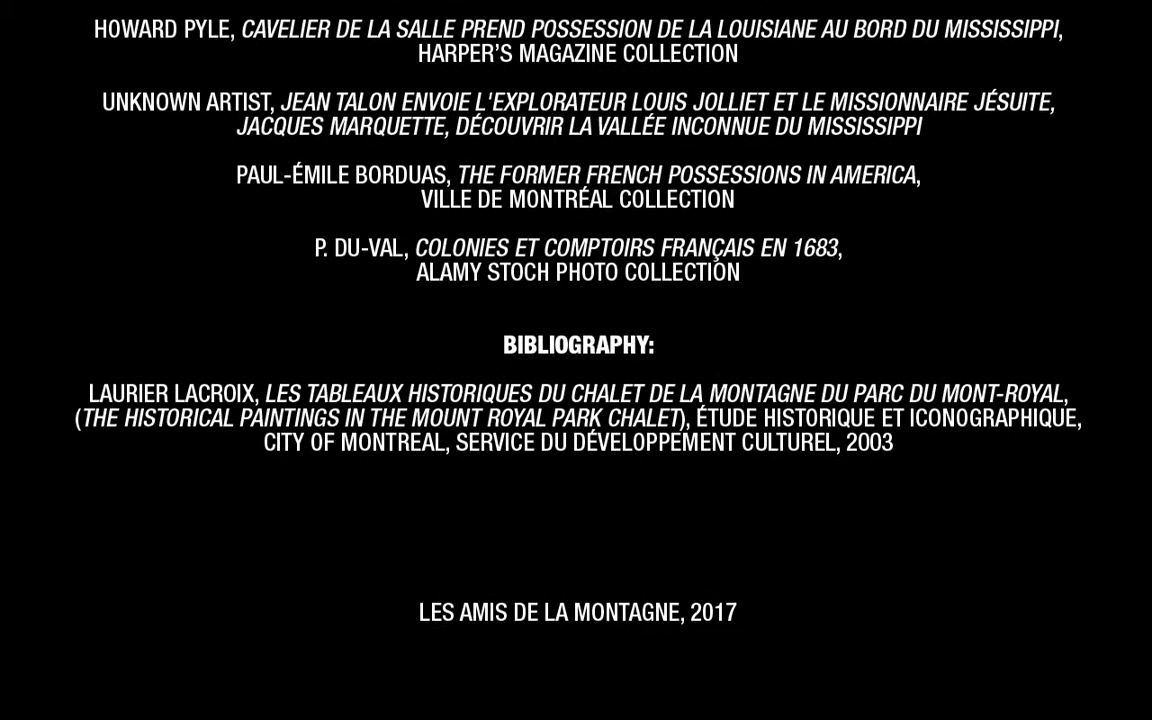 HOWARD PYLE, CAVELIER DE LA SALLE PREND POSSESSION DE LA LOUISIANE AU BORD DU MISSISSIPPI,
HARPER’S MAGAZINE COLLECTION
UNKNOWN ARTIST, JEAN TALON ENVOIE L'EXPLORATEUR LOUIS JOLLIET ET LE MISSIONNAIRE JÉSUITE,
JACQUES MARQUETTE, DÉCOUVRIR LA VALLÉE INCONNUE DU MISSISSIPPI
PAUL-ÉMILE BORDUAS, THE FORMER FRENCH POSSESSIONS IN AMERICA,
VILLE DE MONTRÉAL COLLECTION
P. DU-VAL, COLONIES ET COMPTOIRS FRANÇAIS EN 1683,
ALAMY STOCH PHOTO COLLECTION
BIBLIOGRAPHY:
LAURIER LACROIX, LES TABLEAUX HISTORIQUES DU CHALET DE LA MONTAGNE DU PARC DU MONT-ROYAL,
(THE HISTORICAL PAINTINGS IN THE MOUNT ROYAL PARK CHALET), ÉTUDE HISTORIQUE ET ICONOGRAPHIQUE,
CITY OF MONTREAL, SERVICE DU DÉVELOPPEMENT CULTUREL, 2003
LES AMIS DE LA MONTAGNE, 2017